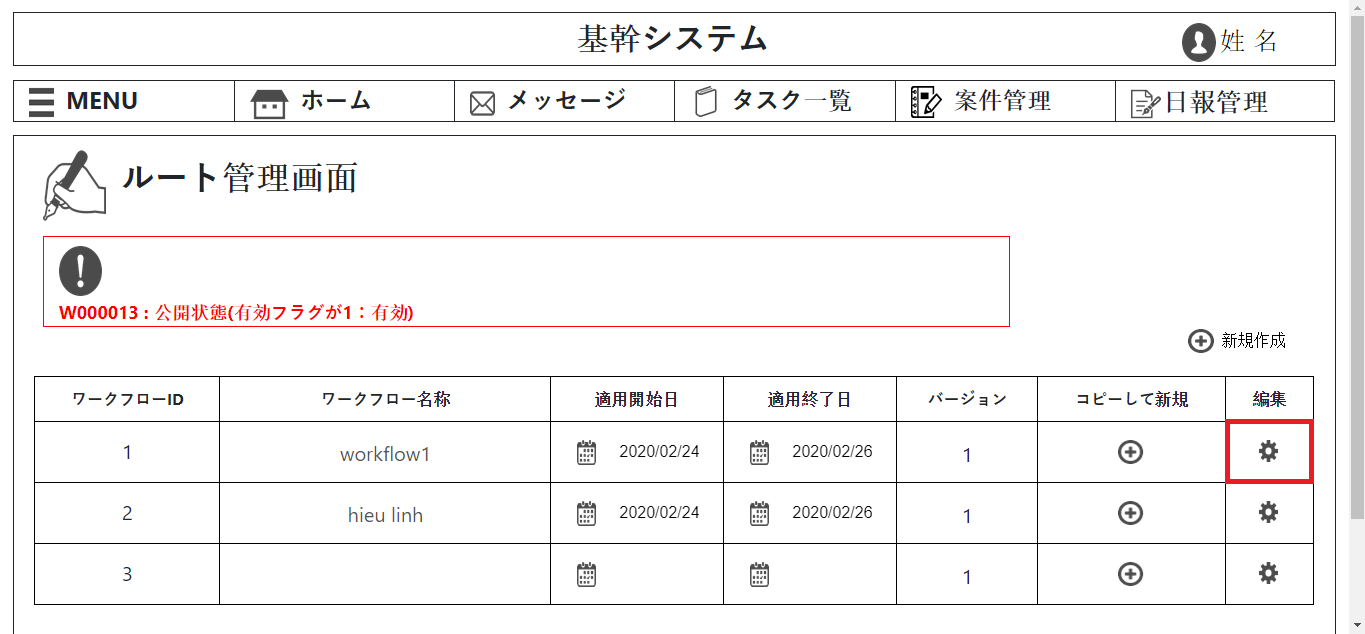 基幹システム
姓 名
MENU ホーム メッセージ タスク一覧 案件管理 日報管理
ルート管理画面
W000013 : 公開状態(有効フラグが1：有効)
新規作成
ワークフローID ワークフロー名称 適用開始日 適用終了日 バージョン コピーして新規 編集
1 workflow1 2020/02/24 2020/02/26 1
2 hieu linh 2020/02/24 2020/02/26 1
3 1